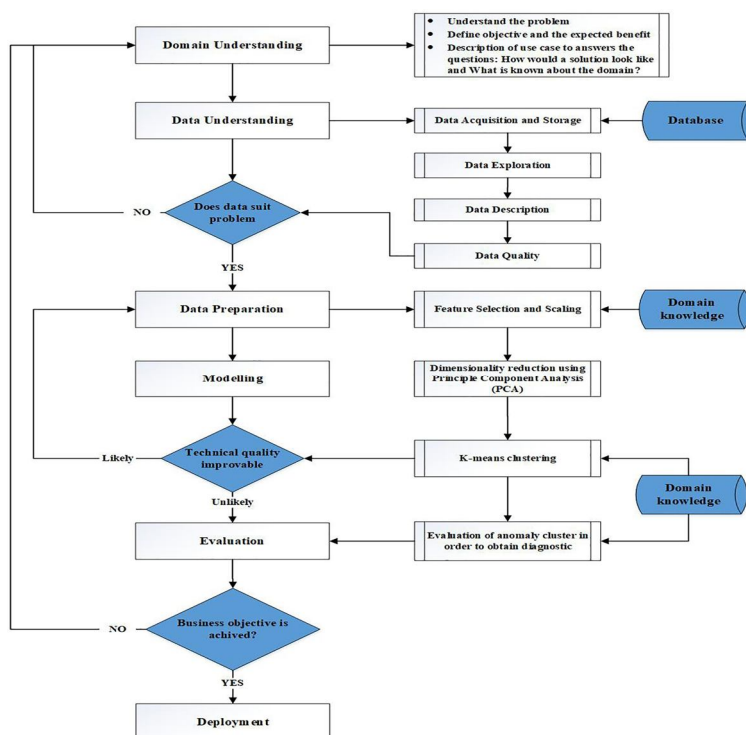 • Understand the problem
• Define objective and the expected benefit
• Description of use case to answers the
questions: How would a solution look like
and What is known about the domain?
Domain Understanding
Data Understanding
Data Acquisition and Storage
Database
Data Exploration
Does data suit
problem
NO
Data Description
Data Quality
YES
Data Preparation
Feature Selection and Scaling
Domain
knowledge
Modelling
Dimensionality reduction using
Principle Component Analysis
(PCA)
Likely
Technical quality
improvable
K-means clustering
Domain
knowledge
Unlikely
Evaluation
Evaluation of anomaly cluster in
order to obtain diagnostic
NO
Business objective is
achived?
YES
Deployment